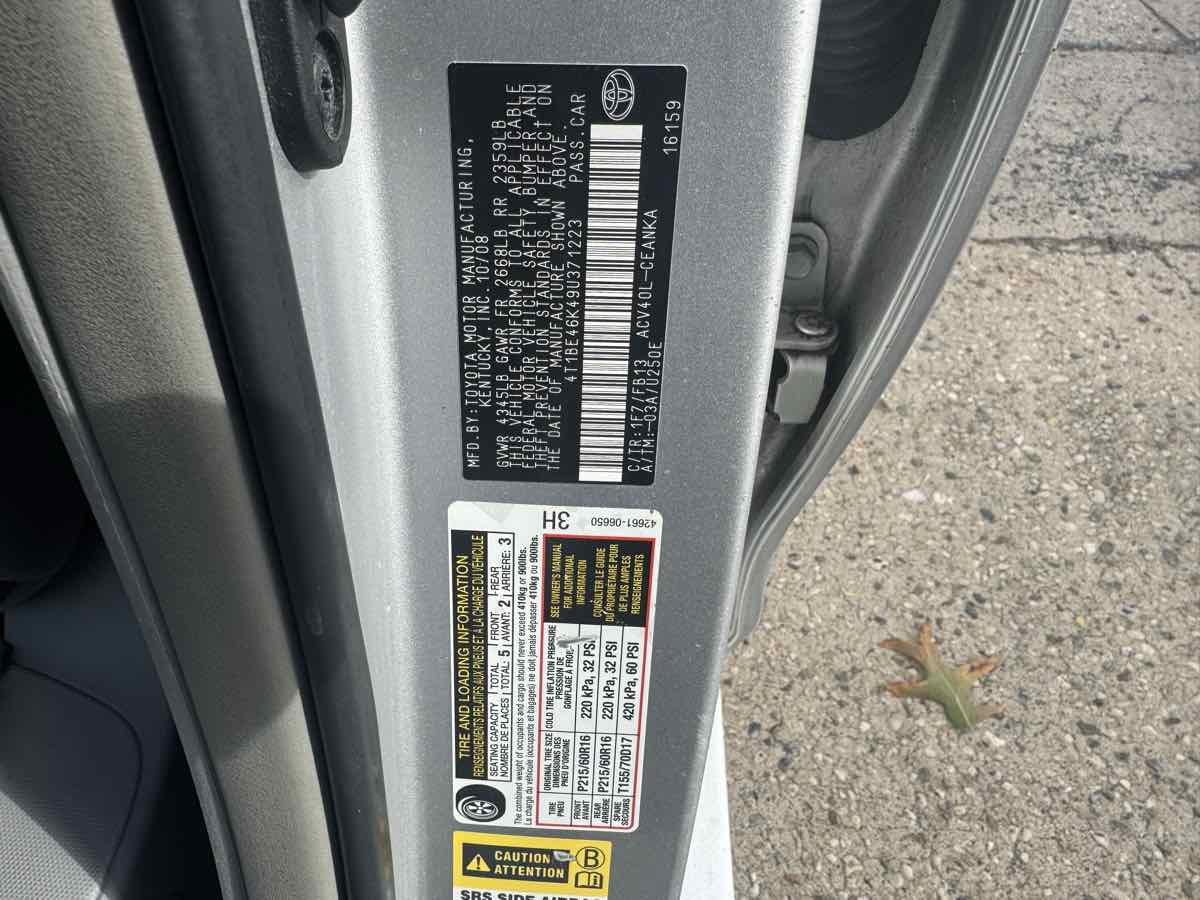 MFD. BY: TOYOTA MOTOR MANUFACTURING,
KENTUCKY, INC. 10/08
GVWR 4345LB GAWR FR 2668LB RR 2359LB
THIS VEHICLE CONFORMS TO ALL APPLICABLE
FEDERAL MOTOR VEHICLE SAFETY, BUMPER AND
THEFT PREVENTION STANDARDS IN EFFECT ON
THE DATE OF MANUFACTURE SHOWN ABOVE.
4T1BE46K49U371223 PASS.CAR
C/TR:1F7/FB13 ACV40L-CEANKA 16159
A/TM:-03A/U250E
TIRE AND LOADING INFORMATION
RENSEIGNEMENTS RELATIFS AUX PNEUS ET À LA CHARGE DU VÉHICULE
SEATING CAPACITY TOTAL FRONT REAR
NOMBRE DE PLACES TOTAL: 5 AVANT: 2 ARRIÈRE: 3
The combined weight of occupants and cargo should never exceed 410kg or 900lbs.
La charge du véhicule (occupants et bagages) ne doit jamais dépasser 410kg ou 900lbs.
TIRE
PNEU
ORIGINAL TIRE SIZE
DIMENSIONS DES
PNEU D'ORIGINE
COLD TIRE INFLATION PRESSURE
PRESSION DE
GONFLAGE À FROID
FRONT
AVANT
P215/60R16 220 kPa, 32 PSI
REAR
ARRIÈRE
P215/60R16 220 kPa, 32 PSI
SPARE
SECOURS
T155/70D17 420 kPa, 60 PSI
SEE OWNER'S MANUAL
FOR ADDITIONAL
INFORMATION
CONSULTER LE GUIDE
DU PROPRIÉTAIRE POUR
DE PLUS AMPLES
RENSEIGNEMENTS
3H
42661-06650
CAUTION
ATTENTION
B
SRS SIDE